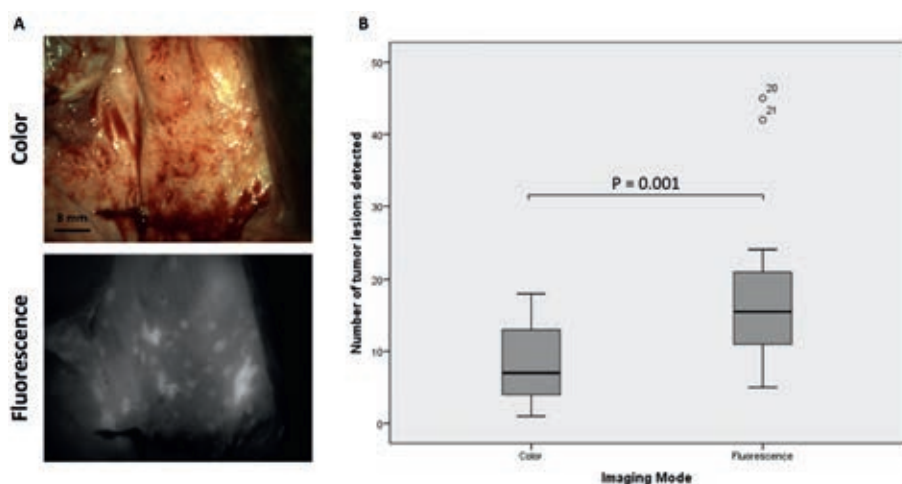 A
Color
8 mm
Fluorescence
B
Number of tumor lesions detected
50
40
30
20
10
0
20
21
P = 0.001
Color
Fluorescence
Imaging Mode